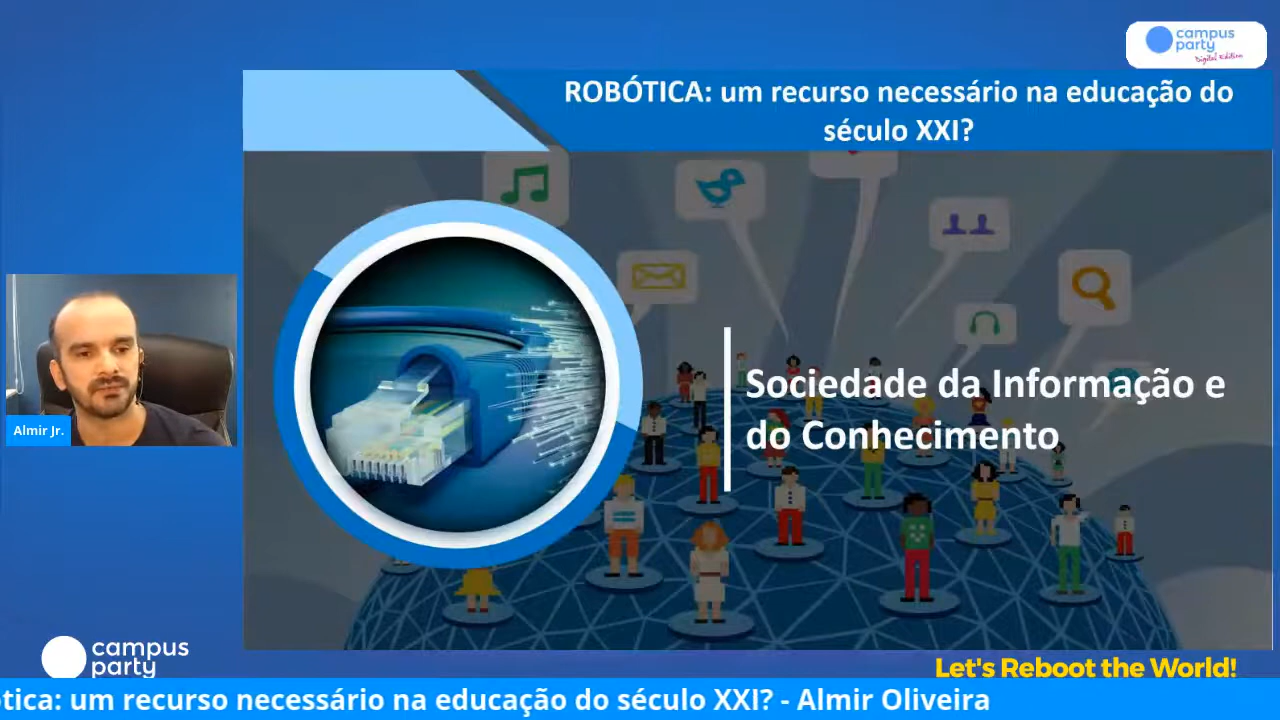 campus
party
Digital Edition
ROBÓTICA: um recurso necessário na educação do
século XXI?
Sociedade da Informação e
do Conhecimento
Almir Jr.
campus
party
Let's Reboot the World!
ótica: um recurso necessário na educação do século XXI? - Almir Oliveira